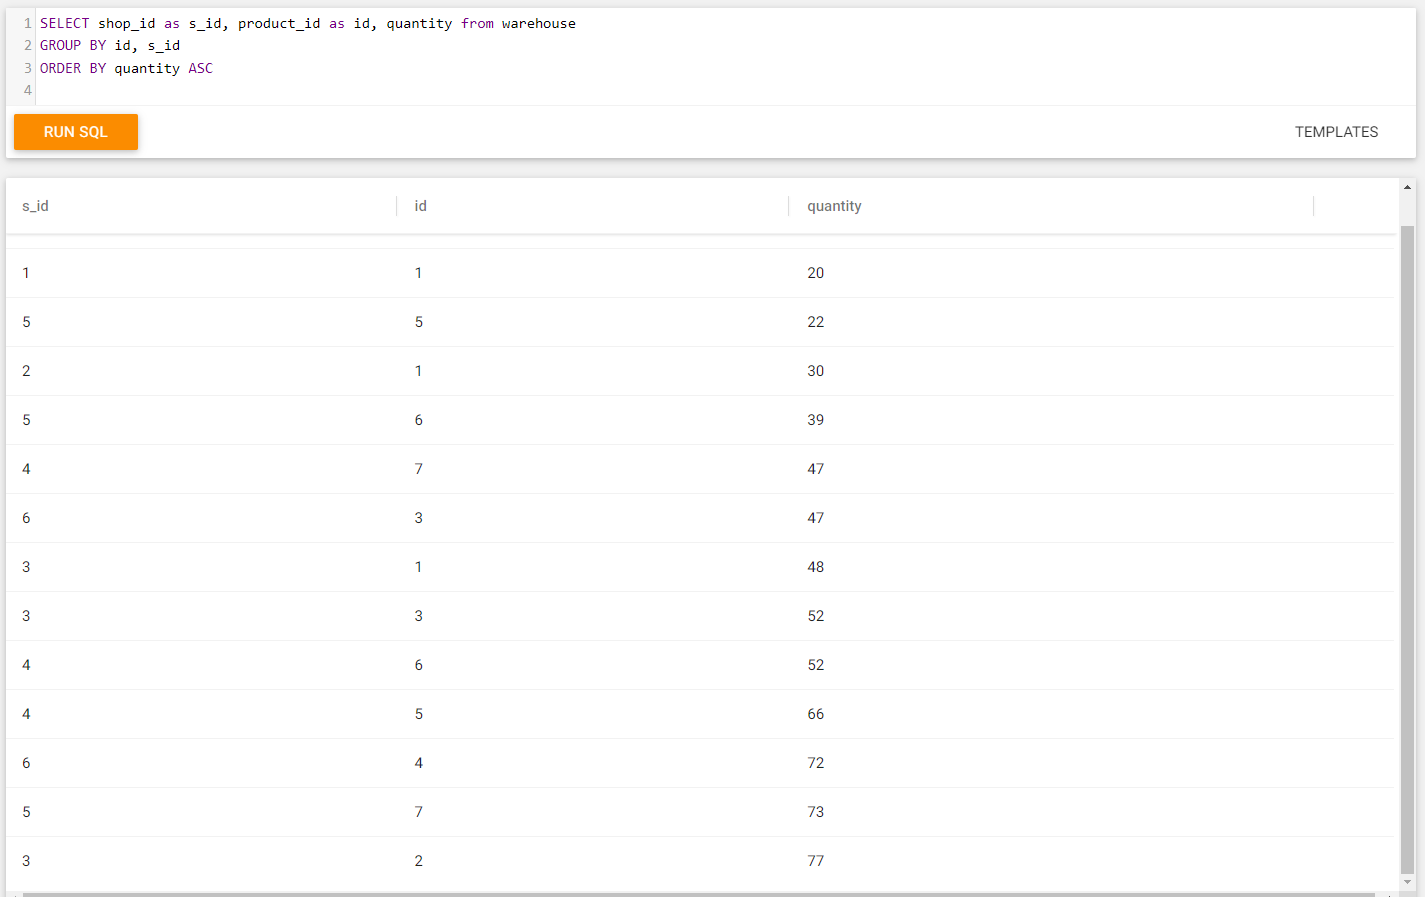 1 SELECT shop_id as s_id, product_id as id, quantity from warehouse
2 GROUP BY id, s_id
3 ORDER BY quantity ASC
4
RUN SQL TEMPLATES
s_id id quantity
1 1 20
5 5 22
2 1 30
5 6 39
4 7 47
6 3 47
3 1 48
3 3 52
4 6 52
4 5 66
6 4 72
5 7 73
3 2 77